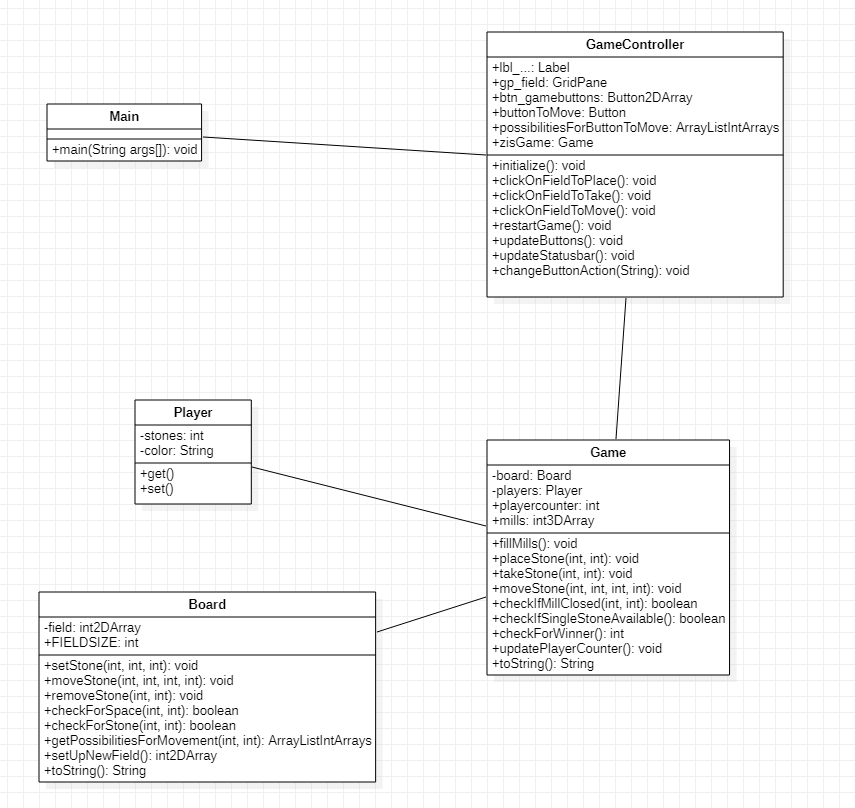 GameController
+lbl_...: Label
+gp_field: GridPane
+btn_gamebuttons: Button2DArray
+buttonToMove: Button
+possibilitiesForButtonToMove: ArrayListIntArrays
+zisGame: Game
+initialize(): void
+clickOnFieldToPlace(): void
+clickOnFieldToTake(): void
+clickOnFieldToMove(): void
+restartGame(): void
+updateButtons(): void
+updateStatusbar(): void
+changeButtonAction(String): void
Main
+main(String args[]): void
Player
-stones: int
-color: String
+get()
+set()
Game
-board: Board
-players: Player
+playercounter: int
+mills: int3DArray
+fillMills(): void
+placeStone(int, int): void
+takeStone(int, int): void
+moveStone(int, int, int, int): void
+checkIfMillClosed(int, int): boolean
+checkIfSingleStoneAvailable(): boolean
+checkForWinner(): int
+updatePlayerCounter(): void
+toString(): String
Board
-field: int2DArray
+FIELDSIZE: int
+setStone(int, int, int): void
+moveStone(int, int, int, int): void
+removeStone(int, int): void
+checkForSpace(int, int): boolean
+checkForStone(int, int): boolean
+getPossibilitiesForMovement(int, int): ArrayListIntArrays
+setUpNewField(): int2DArray
+toString(): String